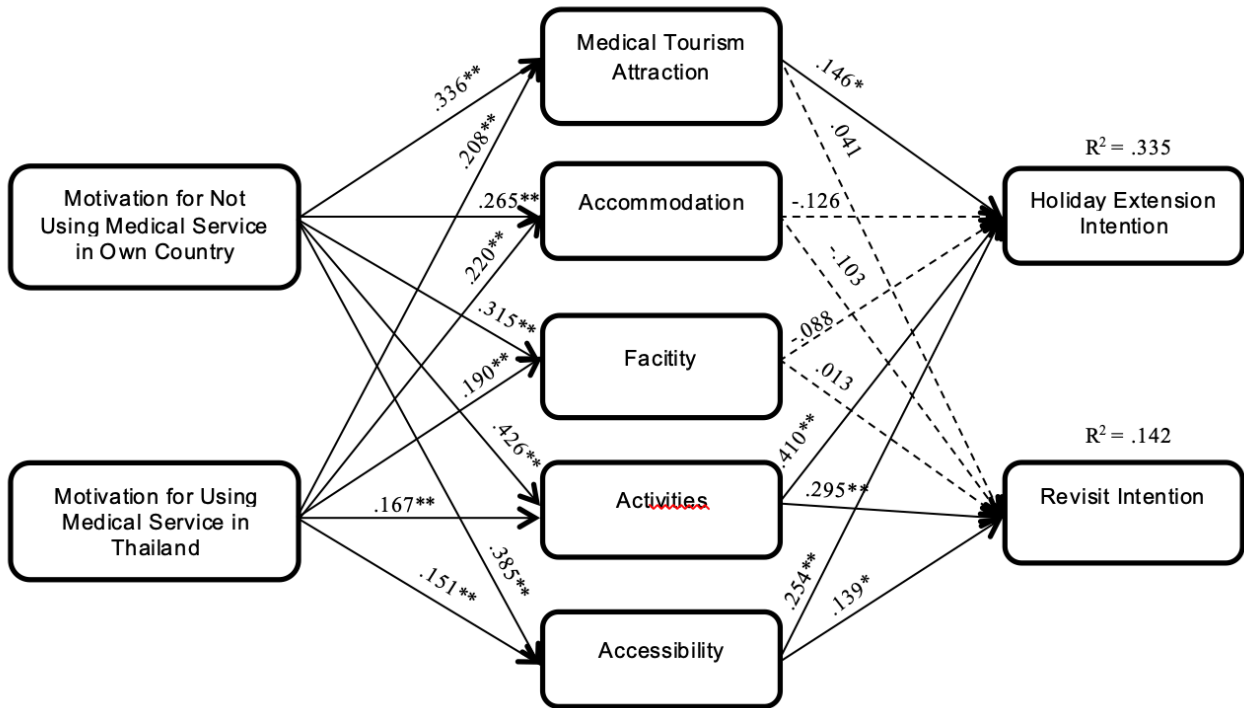 Medical Tourism
Attraction
.336**
.208**
.146*
.041
R² = .335
Motivation for Not
Using Medical Service
in Own Country
.265**
.220**
Accommodation
-.126
-.103
Holiday Extension
Intention
.315**
.190**
Facitity
-.088
.013
.426**
.410**
R² = .142
Motivation for Using
Medical Service in
Thailand
.167**
Activities
.295**
Revisit Intention
.385**
.151**
.254**
.139*
Accessibility